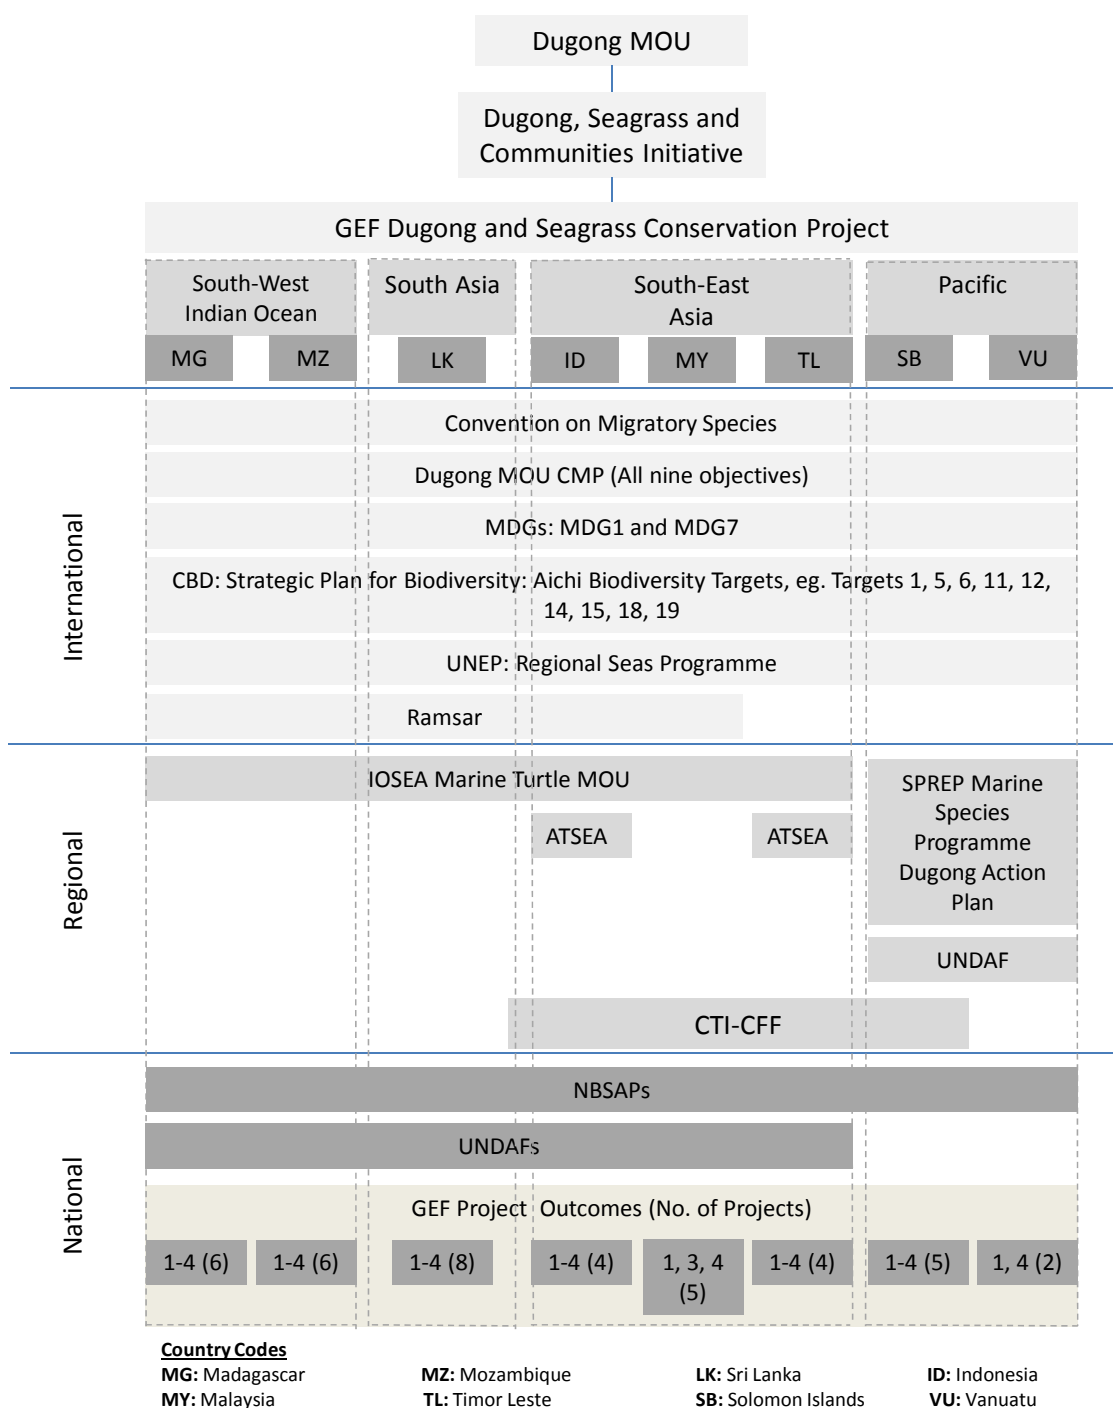 Dugong MOU
Dugong, Seagrass and
Communities Initiative
GEF Dugong and Seagrass Conservation Project
South-West
Indian Ocean
South Asia
South-East
Asia
Pacific
MG MZ LK ID MY TL SB VU
International
Convention on Migratory Species
Dugong MOU CMP (All nine objectives)
MDGs: MDG1 and MDG7
CBD: Strategic Plan for Biodiversity: Aichi Biodiversity Targets, eg. Targets 1, 5, 6, 11, 12,
14, 15, 18, 19
UNEP: Regional Seas Programme
Ramsar
Regional
IOSEA Marine Turtle MOU
ATSEA ATSEA
SPREP Marine
Species
Programme
Dugong Action
Plan
UNDAF
CTI-CFF
National
NBSAPs
UNDAFs
GEF Project Outcomes (No. of Projects)
1-4 (6) 1-4 (6) 1-4 (8) 1-4 (4) 1, 3, 4
(5)
1-4 (4) 1-4 (5) 1, 4 (2)
Country Codes
MG: Madagascar MZ: Mozambique LK: Sri Lanka ID: Indonesia
MY: Malaysia TL: Timor Leste SB: Solomon Islands VU: Vanuatu